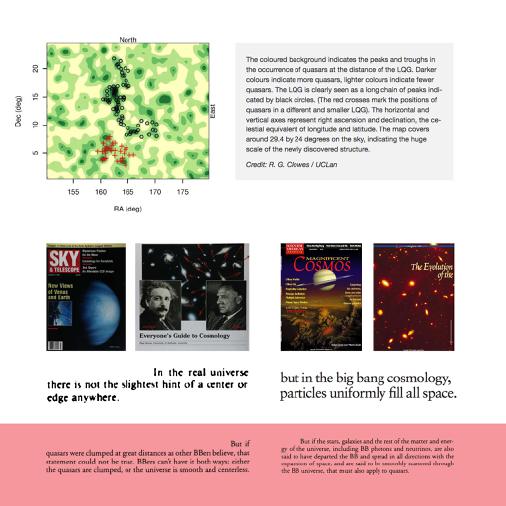 North
Dec (deg)
20
15
10
5
East
155 160 165 170 175
RA (deg)
The coloured background indicates the peaks and troughs in
the occurrence of quasars at the distance of the LQG. Darker
colours indicate more quasars, lighter colours indicate fewer
quasars. The LQG is clearly seen as a long chain of peaks indi-
cated by black circles. (The red crosses mark the positions of
quasars in a different and smaller LQG). The horizontal and
vertical axes represent right ascension and declination, the ce-
lestial equivalent of longitude and latitude. The map covers
around 29.4 by 24 degrees on the sky, indicating the huge
scale of the newly discovered structure.
Credit: R. G. Clowes / UCLan
SKY
& TELESCOPE
New Views
of Venus
and Earth
Everyone's Guide to Cosmology
MAGNIFICENT
COSMOS
The Evolution
of the
In the real universe
there is not the slightest hint of a center or
edge anywhere.
but in the big bang cosmology,
particles uniformly fill all space.
But if
quasars were clumped at great distances as other BBers believe, that
statement could not be true. BBers can't have it both ways: either
the quasars are clumped, or the universe is smooth and centerless.
But if the stars, galaxies and the rest of the matter and ener-
gy of the universe, including BB photons and neutrinos, are also
said to have departed the BB and spread in all directions with the
expansion of space, and are said to be smoothly scattered through
the BB universe, that must also apply to quasars.